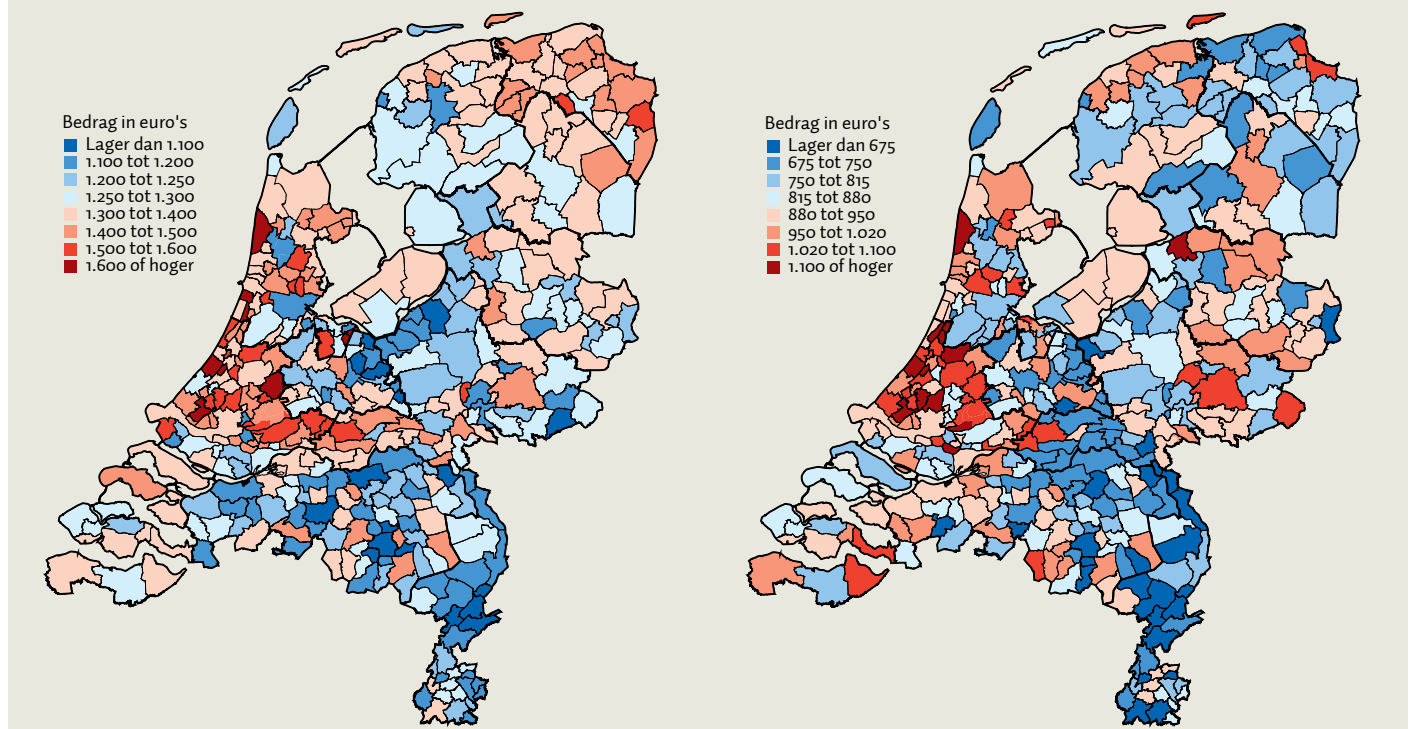 Bedrag in euro's
Lager dan 1.100
1.100 tot 1.200
1.200 tot 1.250
1.250 tot 1.300
1.300 tot 1.400
1.400 tot 1.500
1.500 tot 1.600
1.600 of hoger
Bedrag in euro's
Lager dan 675
675 tot 750
750 tot 815
815 tot 880
880 tot 950
950 tot 1.020
1.020 tot 1.100
1.100 of hoger